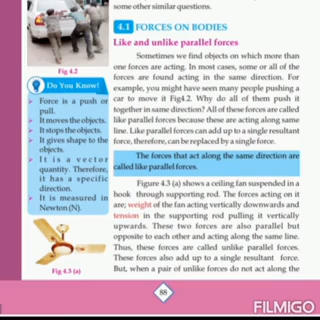 some other similar questions.
4.1 FORCES ON BODIES
Like and unlike parallel forces
Sometimes we find objects on which more than
one forces are acting. In most cases, some or all of the
forces are found acting in the same direction. For
example, you might have seen many people pushing a
car to move it Fig4.2. Why do all of them push it
together in same direction? All of these forces are called
like parallel forces because these are acting along same
line. Like parallel forces can add up to a single resultant
force, therefore, can be replaced by a single force.
The forces that act along the same direction are
called like parallel forces.
Figure 4.3 (a) shows a ceiling fan suspended in a
hook through supporting rod. The forces acting on it
are; weight of the fan acting vertically downwards and
tension in the supporting rod pulling it vertically
upwards. These two forces are also parallel but
opposite to each other and acting along the same line.
Thus, these forces are called unlike parallel forces.
These forces also add up to a single resultant force.
But, when a pair of unlike forces do not act along the
Fig 4.2
Do You Know!
Force is a push or
pull.
It moves the objects.
It stops the objects.
It gives shape to the
objects.
It is a vector
quantity. Therefore,
it has a specific
direction.
It is measured in
Newton (N).
Fig 4.3 (a)
88
FILMIGO